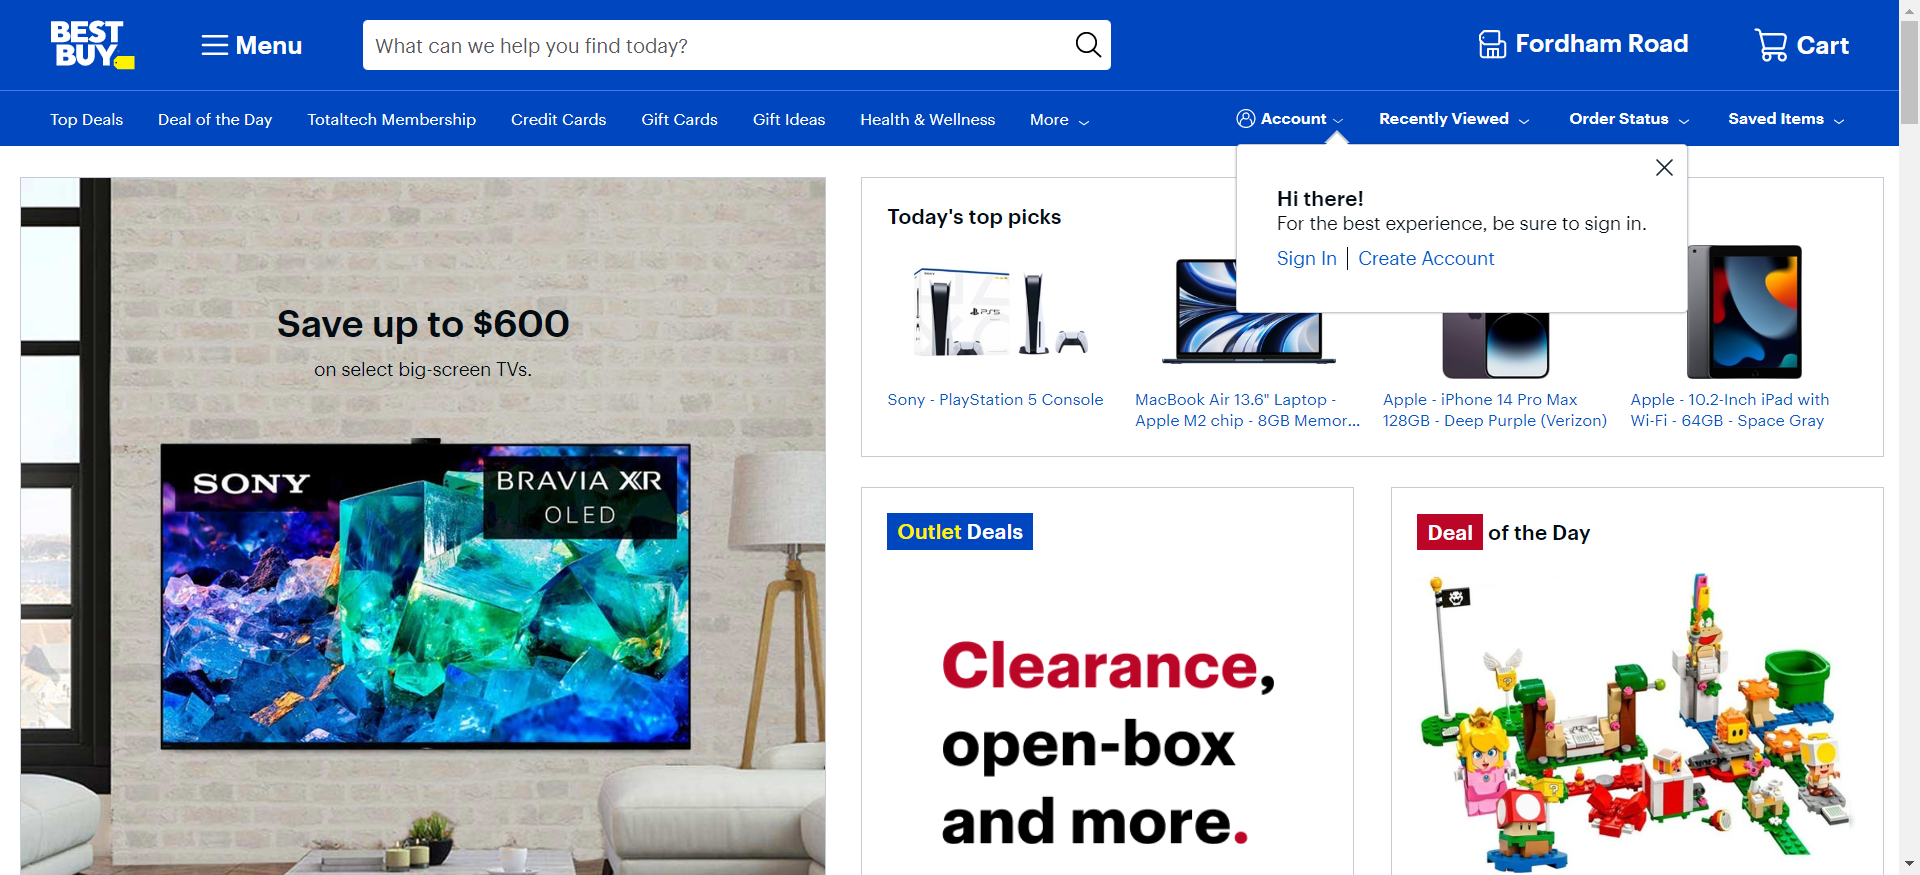 BEST
BUY
Menu
What can we help you find today?
Fordham Road
Cart
Top Deals
Deal of the Day
Totaltech Membership
Credit Cards
Gift Cards
Gift Ideas
Health & Wellness
More
Account
Recently Viewed
Order Status
Saved Items
Hi there!
For the best experience, be sure to sign in.
Sign In
Create Account
Save up to $600
on select big-screen TVs.
SONY
BRAVIA XR
OLED
Today's top picks
PS5
Sony - PlayStation 5 Console
MacBook Air 13.6" Laptop -
Apple M2 chip - 8GB Memor...
Apple - iPhone 14 Pro Max
128GB - Deep Purple (Verizon)
Apple - 10.2-Inch iPad with
Wi-Fi - 64GB - Space Gray
Outlet Deals
Clearance,
open-box
and more.
Deal of the Day